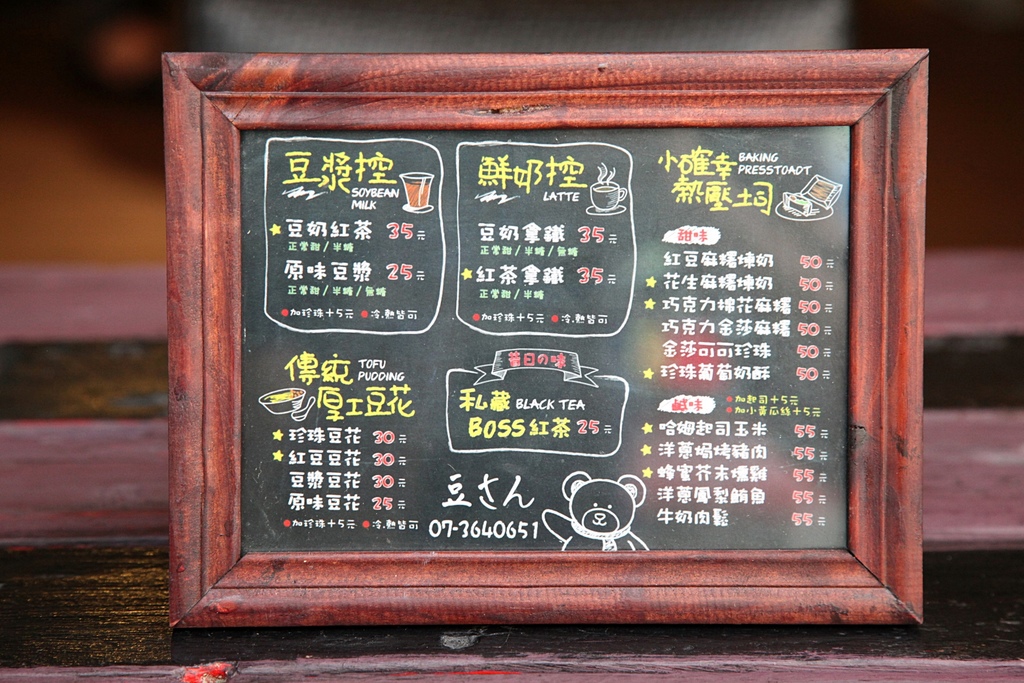 豆漿控
SOYBEAN
MILK
豆奶紅茶 35元
正常甜/半糖
原味豆漿 25元
正常甜/半糖/無糖
加珍珠+5元 冷.熱皆可
鮮奶控
LATTE
豆奶拿鐵 35元
正常甜/半糖
紅茶拿鐵 35元
正常甜/半糖
加珍珠+5元 冷.熱皆可
傳統 TOFU
PUDDING
厚工豆花
珍珠豆花 30元
紅豆豆花 30元
豆漿豆花 30元
原味豆花 25元
加珍珠+5元 冷.熱皆可
昔日の味
私藏 BLACK TEA
BOSS紅茶 25元
豆さん
07-3640651
小確幸 BAKING
PRESSTOADT
熱壓土司
甜味
紅豆麻糬煉奶 50元
花生麻糬煉奶 50元
巧克力棉花麻糬 50元
巧克力金莎麻糬 50元
金莎可可珍珠 50元
珍珠葡萄奶酥 50元
鹹味
加起司+5元
加小黃瓜絲+5元
哈姆起司玉米 55元
洋蔥焗烤豬肉 55元
蜂蜜芥末燻雞 55元
洋蔥鳳梨鮪魚 55元
牛奶肉鬆 55元